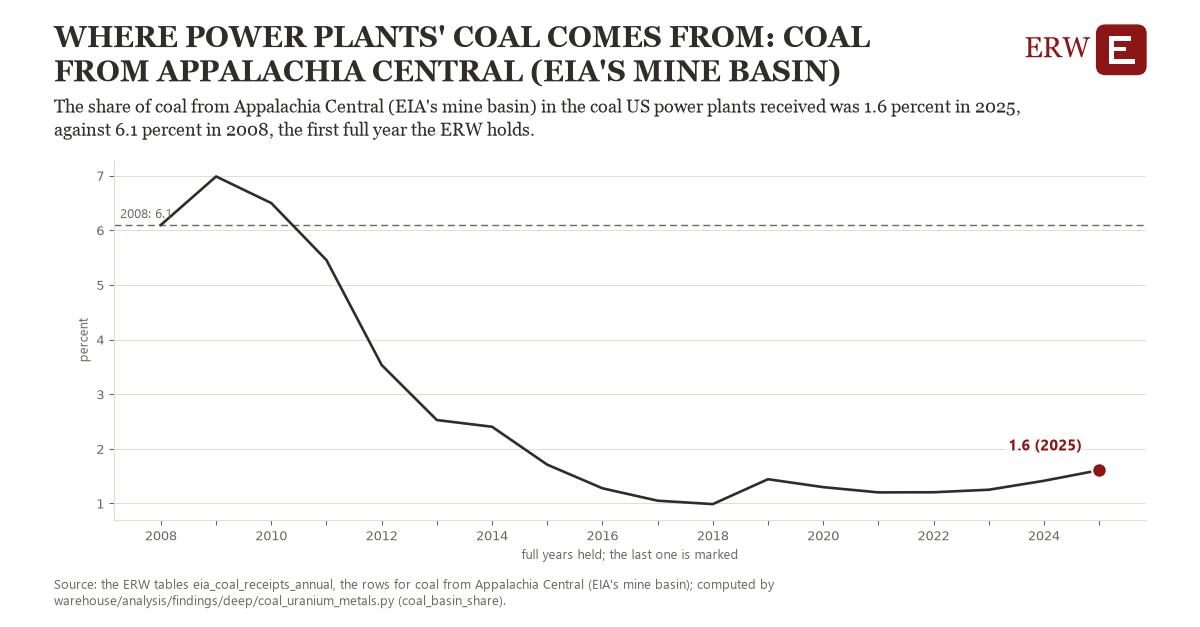 WHERE POWER PLANTS' COAL COMES FROM: COAL
FROM APPALACHIA CENTRAL (EIA'S MINE BASIN)
ERW E
The share of coal from Appalachia Central (EIA's mine basin) in the coal US power plants received was 1.6 percent in 2025,
against 6.1 percent in 2008, the first full year the ERW holds.
7
2008: 6.1
6
5
percent
4
3
2
1.6 (2025)
1
2008 2010 2012 2014 2016 2018 2020 2022 2024
full years held; the last one is marked
Source: the ERW tables eia_coal_receipts_annual, the rows for coal from Appalachia Central (EIA's mine basin); computed by
warehouse/analysis/findings/deep/coal_uranium_metals.py (coal_basin_share).